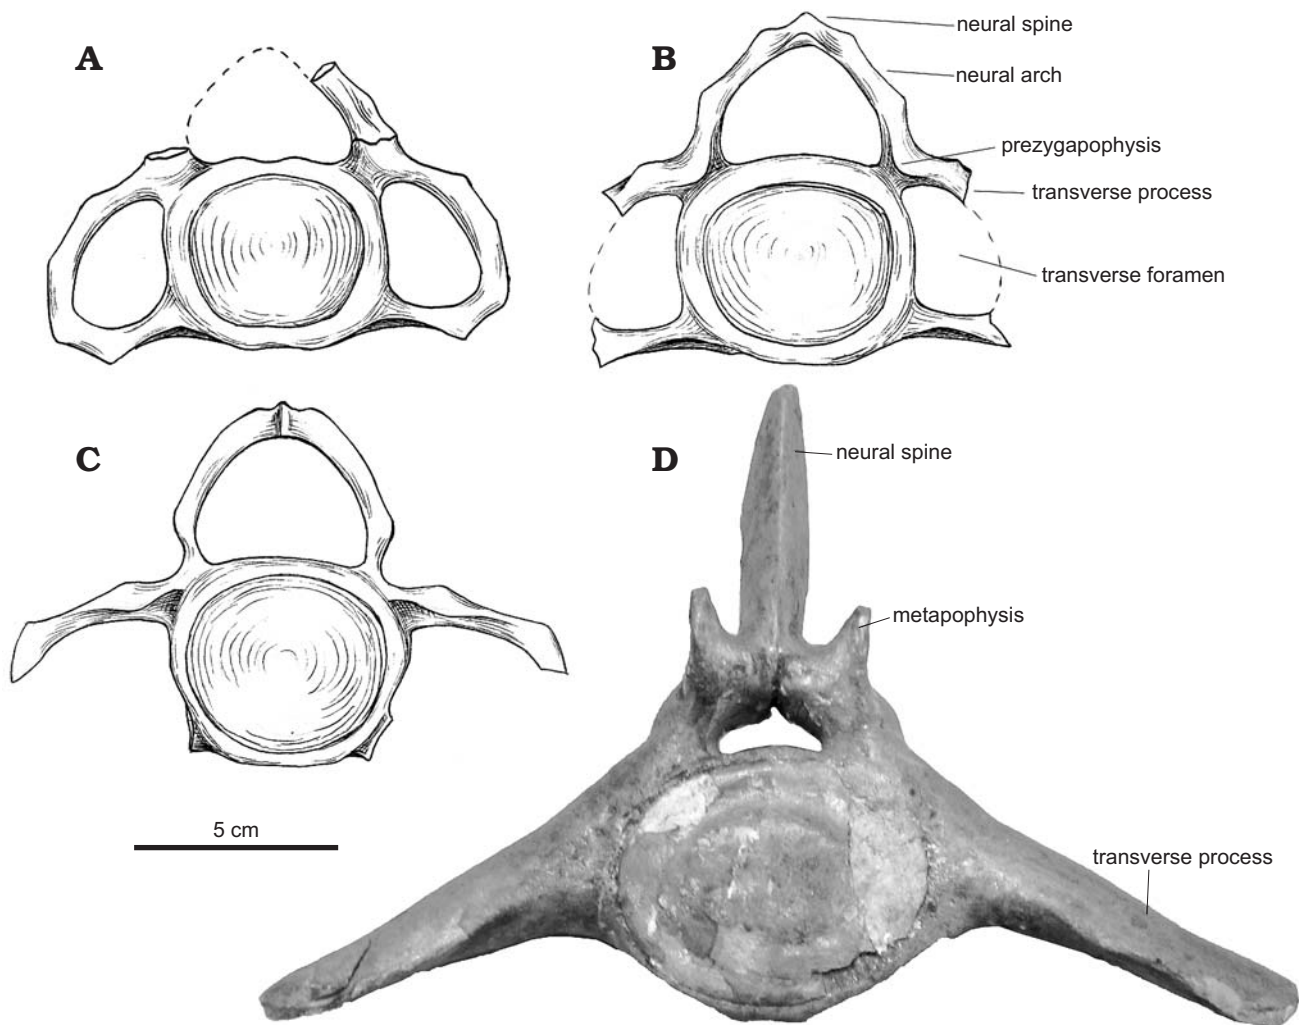 A
B
neural spine
neural arch
prezygapophysis
transverse process
transverse foramen
C
D
neural spine
metapophysis
5 cm
transverse process